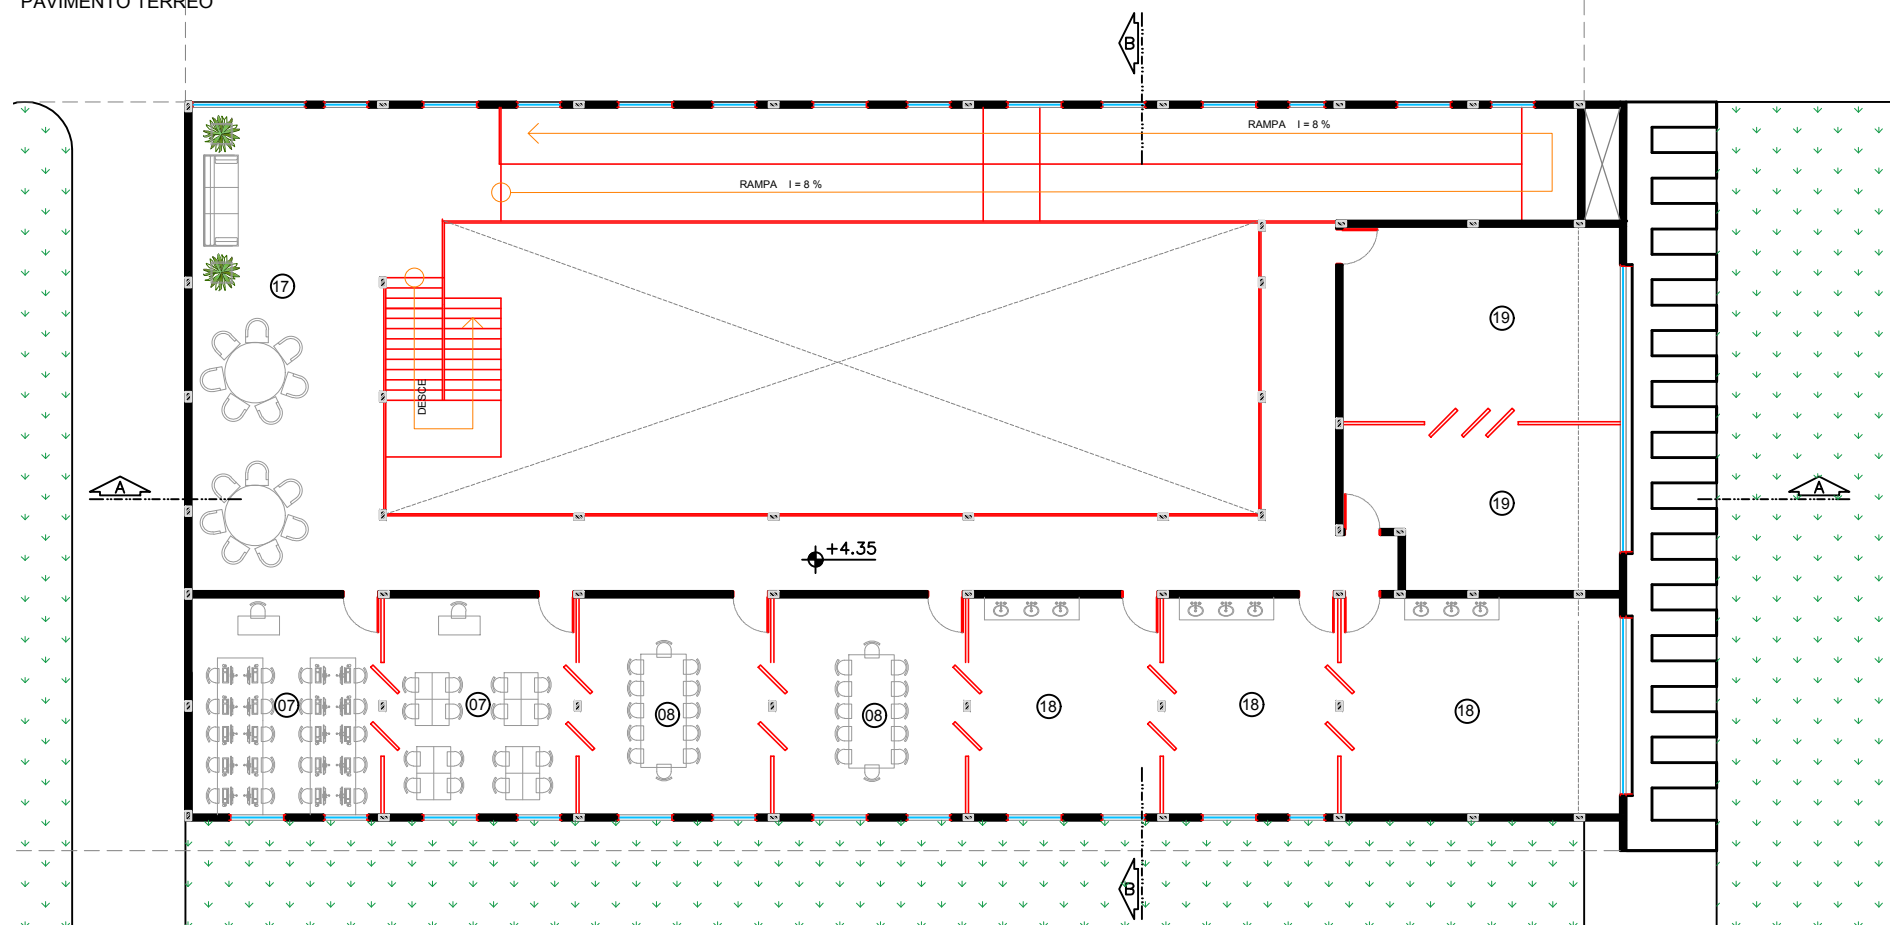 PAVIMENTO TÉRREO
B
RAMPA I = 8 %
RAMPA I = 8 %
17
19
DESCE
A
A
19
+4.35
07
07
08
08
18
18
18
B